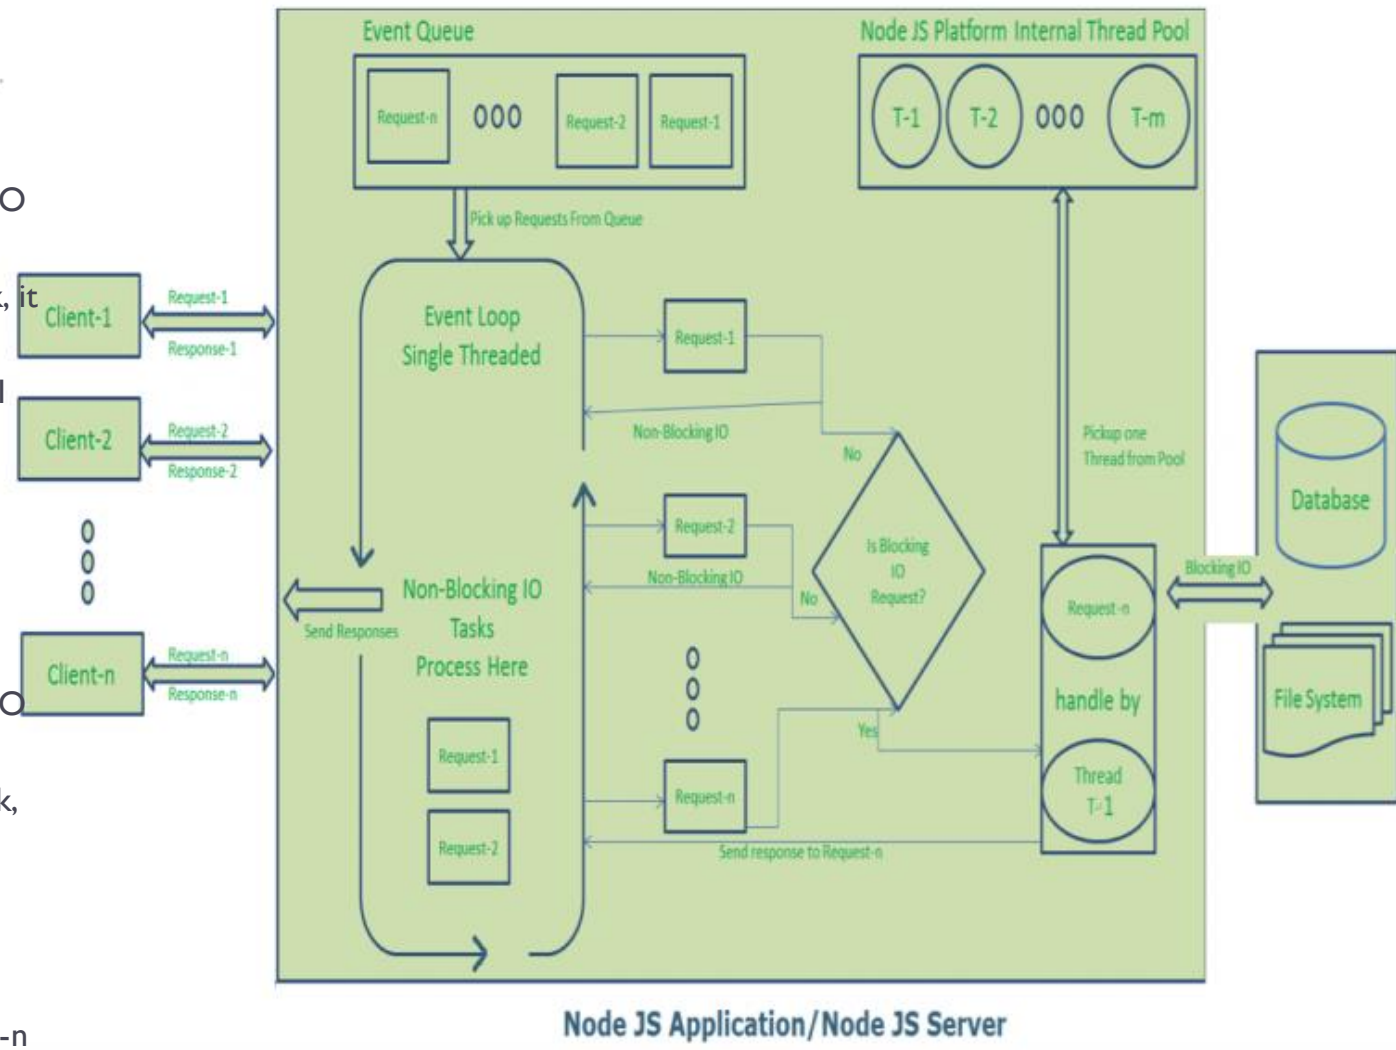 Event Queue
Node JS Platform Internal Thread Pool
Request-n
OOO
Request-2
Request-1
T-1
T-2
OOO
T-m
Pick up Requests From Queue
O
k, it
Client-1
Request-1
Response-1
Event Loop
Single Threaded
Request-1
Non-Blocking IO
No
Client-2
Request-2
Response-2
Pickup one
Thread from Pool
Database
Request-2
Non-Blocking IO
No
Is Blocking
IO
Request?
Non-Blocking IO
Tasks
Process Here
Send Responses
Request-n
Blocking IO
Client-n
Request-n
Response-n
O
handle by
File System
Yes
Request-1
Request-n
Thread
T-1
k,
Request-2
Send response to Request-n
Node JS Application/Node JS Server
-n